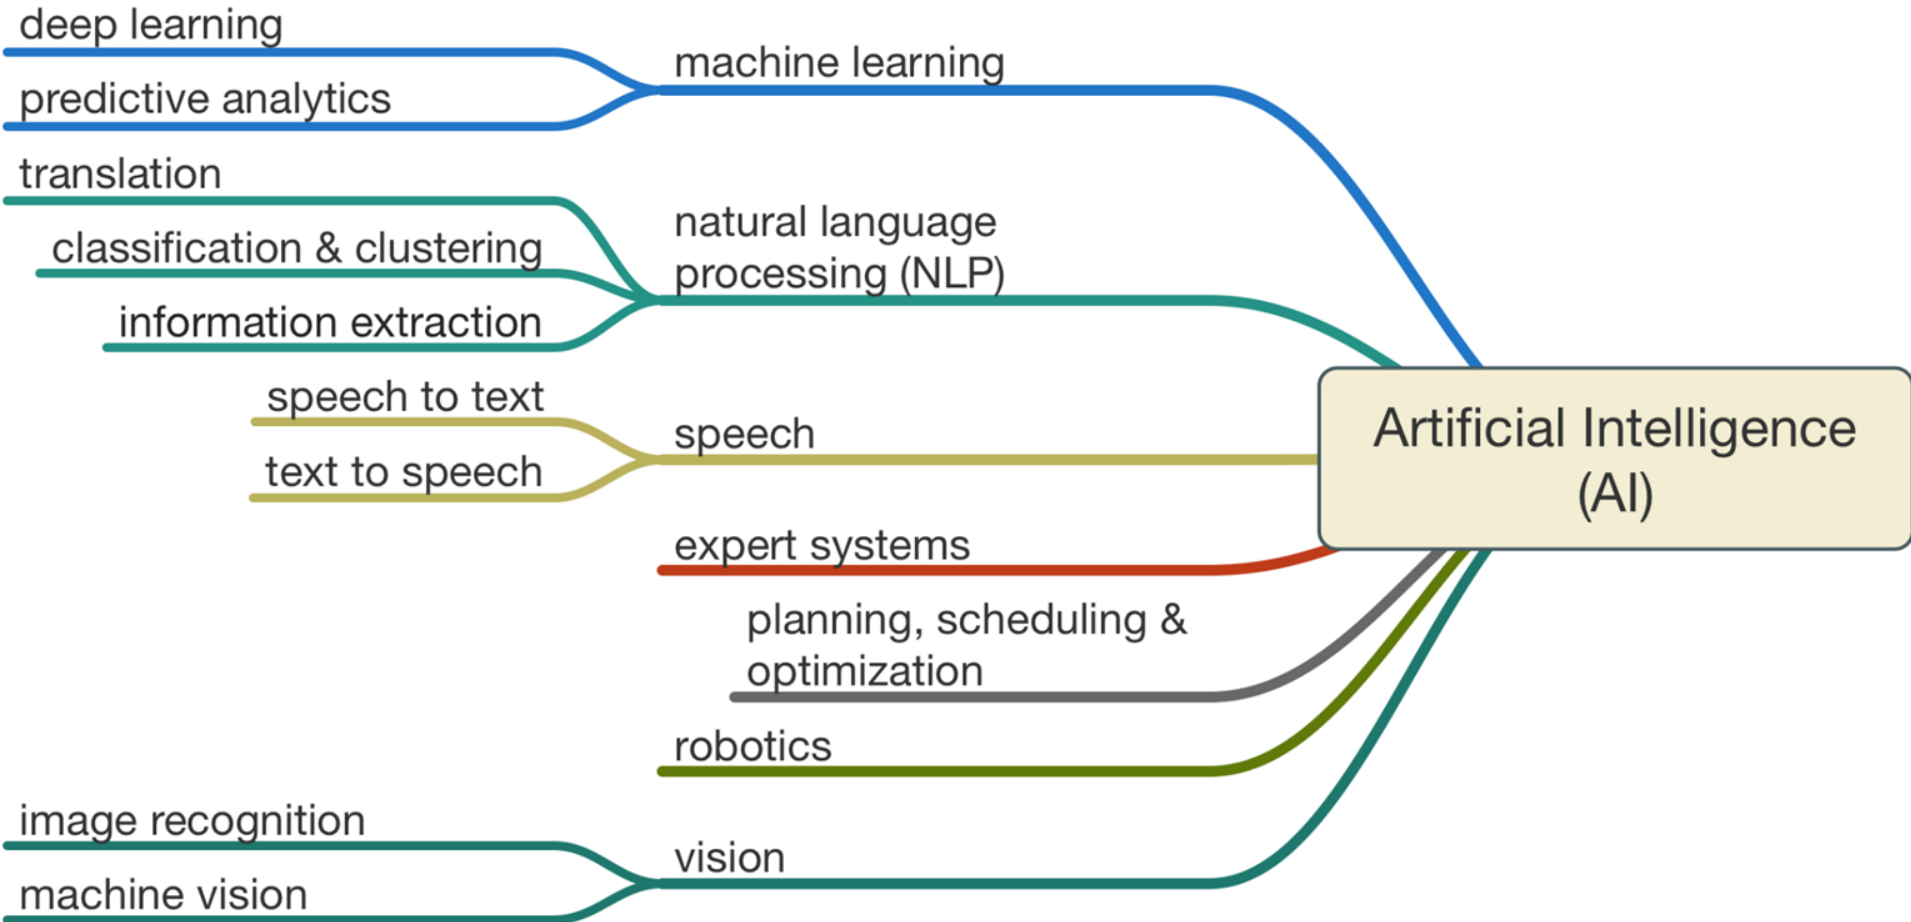 deep learning
machine learning
predictive analytics
translation
natural language
processing (NLP)
classification & clustering
information extraction
speech to text
speech
text to speech
Artificial Intelligence
(AI)
expert systems
planning, scheduling &
optimization
robotics
image recognition
vision
machine vision